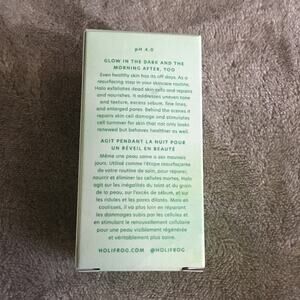 pH 4.0
GLOW IN THE DARK AND THE
MORNING AFTER, TOO
Even healthy skin has its off days. As a
resurfacing step in your skincare routine,
Halo exfoliates dead skin cells and repairs
and nourishes. It addresses uneven tone
and texture, excess sebum, fine lines,
and enlarged pores. Behind the scenes it
repairs skin cell damage and stimulates
cell turnover for skin that not only looks
renewed but behaves healthier as well.
AGIT PENDANT LA NUIT POUR
UN RÉVEIL EN BEAUTÉ
Même une peau saine a ses mauvais
jours. Utilisé comme l'étape resurfaçante
de votre routine de soin, pour réparer,
nourrir et éliminer les cellules mortes, Halo
agit sur les inégalités du teint et du grain
de la peau, sur l'excès de sébum, et sur
les ridules et les pores dilatés. Mais en
coulisses, il va plus loin en réparant
les dommages subis par les cellules et
en stimulant le renouvellement cellulaire
pour une peau visiblement régénérée et
véritablement plus saine.
HOLIFROG.COM @HOLIFROG